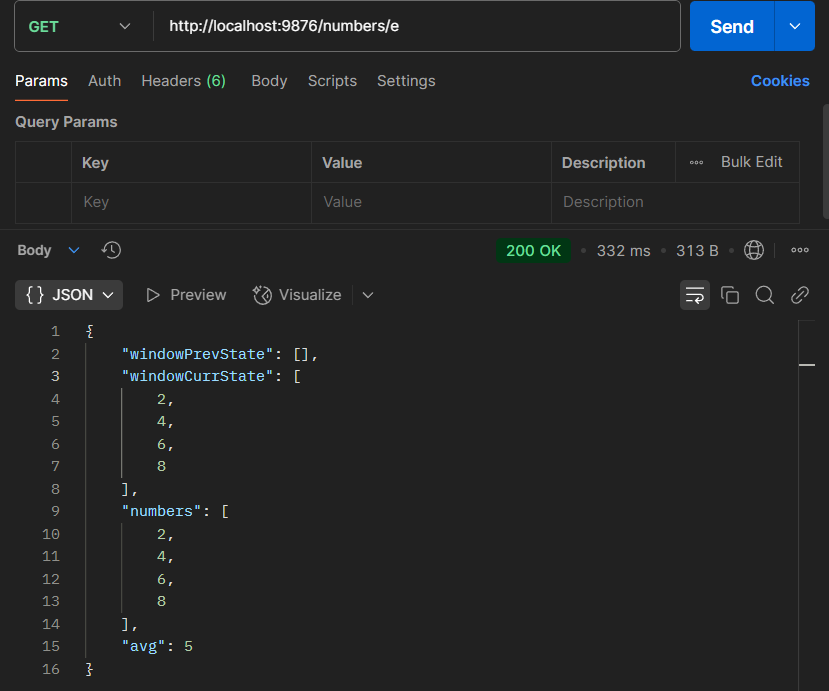 GET http://localhost:9876/numbers/e Send
Params Auth Headers (6) Body Scripts Settings Cookies
Query Params
Key Value Description Bulk Edit
Key Value Description
Body 200 OK 332 ms 313 B
{} JSON Preview Visualize
1 {
2 "windowPrevState": [],
3 "windowCurrState": [
4 2,
5 4,
6 6,
7 8
8 ],
9 "numbers": [
10 2,
11 4,
12 6,
13 8
14 ],
15 "avg": 5
16 }